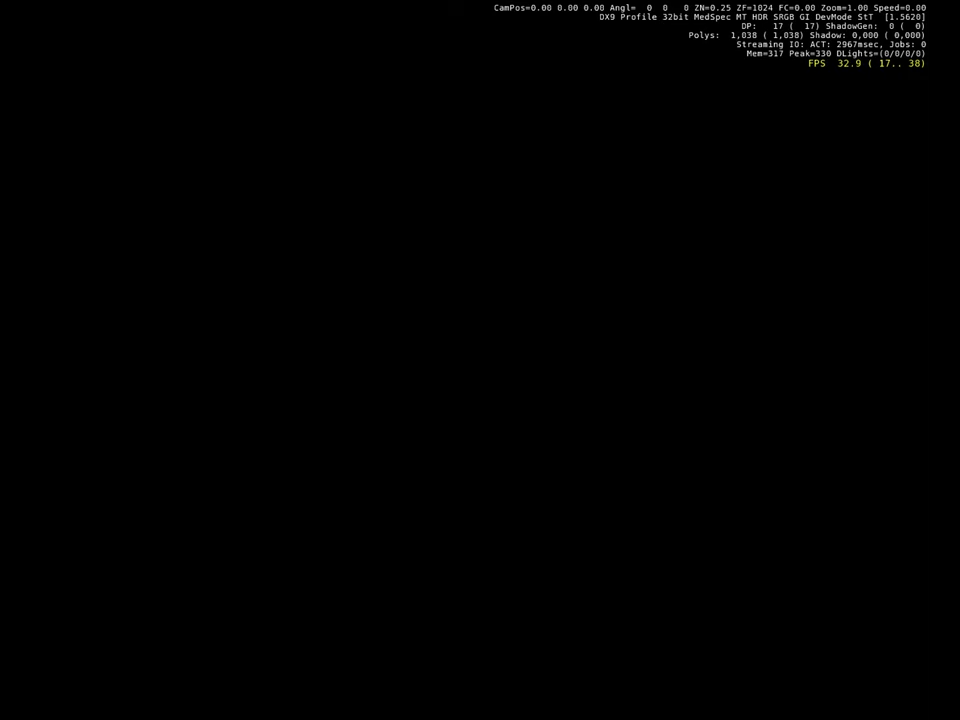 CamPos=0.00 0.00 0.00 Angl=  0  0   0 ZN=0.25 ZF=1024 FC=0.00 Zoom=1.00 Speed=0.00
DX9 Profile 32bit MedSpec MT HDR SRGB GI DevMode StT  [1.5620]
DP:   17 (  17) ShadowGen:  0 (  0)
Polys:  1,038 ( 1,038) Shadow: 0,000 ( 0,000)
Streaming IO: ACT: 2967msec, Jobs: 0
Mem=317 Peak=330 DLights=(0/0/0/0)
FPS  32.9 ( 17.. 38)